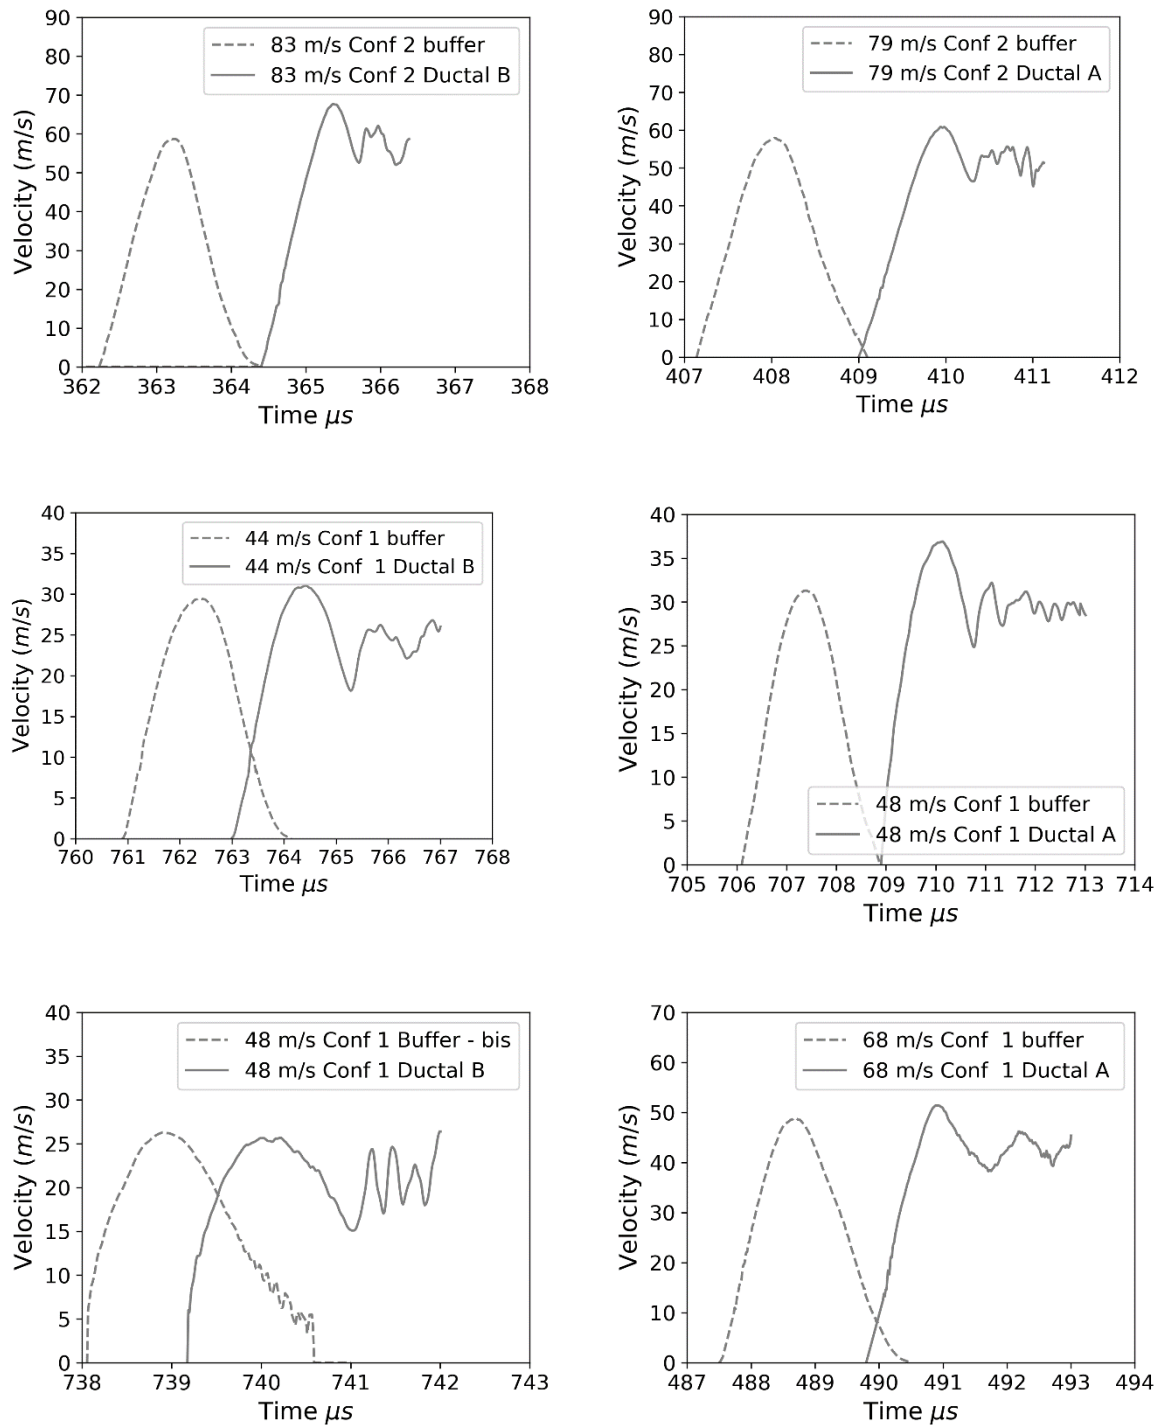 90
80
70
60
50
40
30
20
10
0
Velocity (m/s)
83 m/s Conf 2 buffer
83 m/s Conf 2 Ductal B
362 363 364 365 366 367 368
Time μs
90
80
70
60
50
40
30
20
10
0
Velocity (m/s)
79 m/s Conf 2 buffer
79 m/s Conf 2 Ductal A
407 408 409 410 411 412
Time μs
40
35
30
25
20
15
10
5
0
Velocity (m/s)
44 m/s Conf 1 buffer
44 m/s Conf 1 Ductal B
760 761 762 763 764 765 766 767 768
Time μs
40
35
30
25
20
15
10
5
0
Velocity (m/s)
48 m/s Conf 1 buffer
48 m/s Conf 1 Ductal A
705 706 707 708 709 710 711 712 713 714
Time μs
40
35
30
25
20
15
10
5
0
Velocity (m/s)
48 m/s Conf 1 Buffer - bis
48 m/s Conf 1 Ductal B
738 739 740 741 742 743
Time μs
70
60
50
40
30
20
10
0
Velocity (m/s)
68 m/s Conf 1 buffer
68 m/s Conf 1 Ductal A
487 488 489 490 491 492 493 494
Time μs